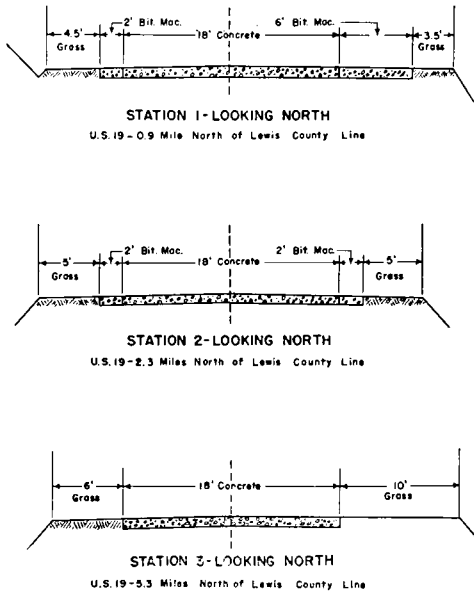 2' Bit. Mac. 6' Bit. Mac.
4.5' 18' Concrete 3.5'
Grass Grass
STATION 1-LOOKING NORTH
U.S. 19-0.9 Mile North of Lewis County Line
2' Bit. Mac. 2' Bit. Mac.
5' 18' Concrete 5'
Grass Grass
STATION 2-LOOKING NORTH
U.S. 19-2.3 Miles North of Lewis County Line
6' 18' Concrete 10'
Grass Grass
STATION 3-LOOKING NORTH
U.S. 19-5.3 Miles North of Lewis County Line